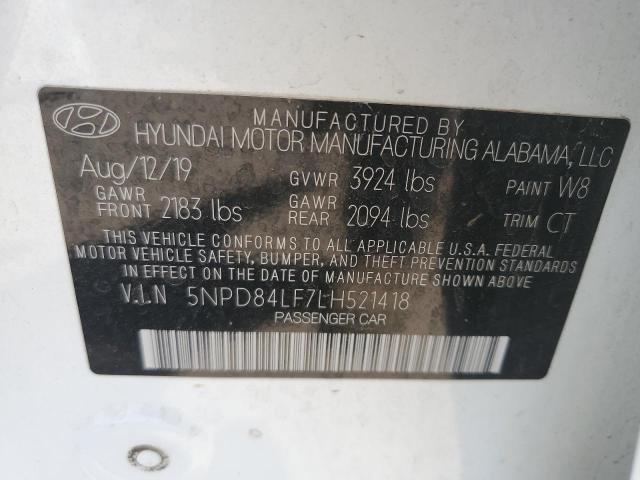 MANUFACTURED BY
HYUNDAI MOTOR MANUFACTURING ALABAMA, LLC
Aug/12/19 GVWR 3924 lbs PAINT W8
GAWR FRONT 2183 lbs GAWR REAR 2094 lbs TRIM CT
THIS VEHICLE CONFORMS TO ALL APPLICABLE U.S.A. FEDERAL
MOTOR VEHICLE SAFETY, BUMPER, AND THEFT PREVENTION STANDARDS
IN EFFECT ON THE DATE OF MANUFACTURE SHOWN ABOVE.
V.I.N 5NPD84LF7LH521418
PASSENGER CAR